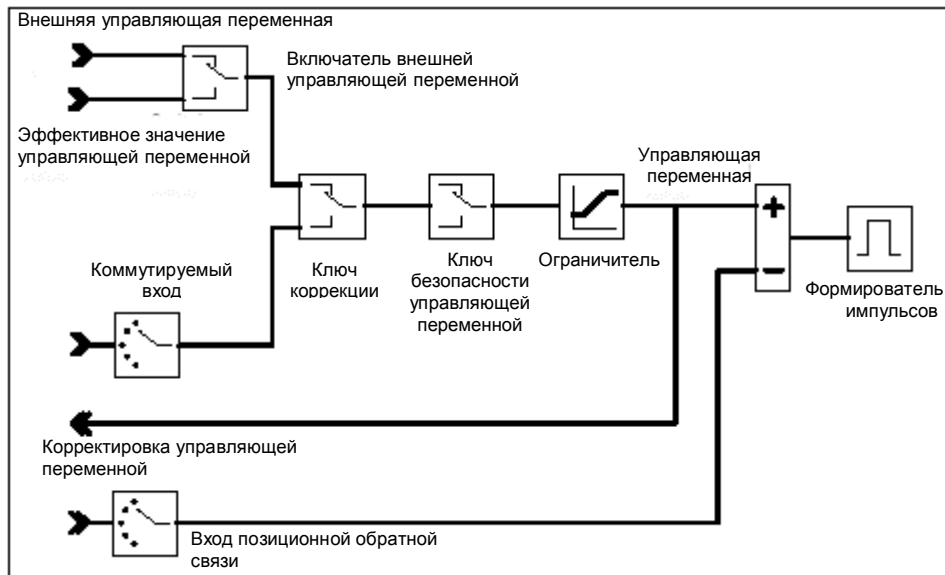 Внешняя управляющая переменная
Включатель внешней
управляющей переменной
Эффективное значение
управляющей переменной
Управляющая
переменная
Коммутируемый
вход
Ключ
коррекции
Ключ
безопасности
управляющей
переменной
Ограничитель
Формирователь
импульсов
Корректировка управляющей
переменной
Вход позиционной обратной
связи